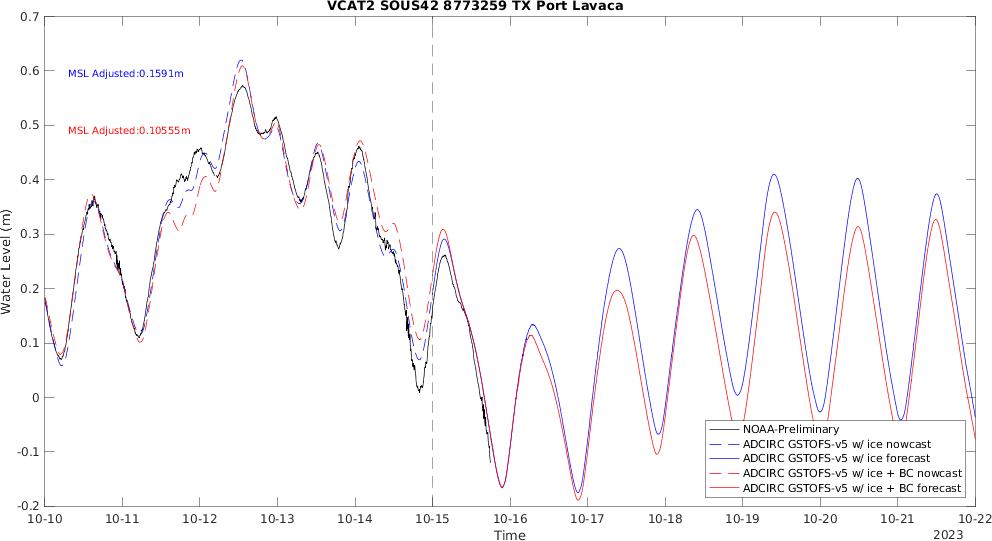 VCAT2 SOUS42 8773259 TX Port Lavaca
0.7
0.6
0.5
0.4
0.3
0.2
0.1
0
-0.1
-0.2
Water Level (m)
MSL Adjusted:0.1591m
MSL Adjusted:0.10555m
NOAA-Preliminary
ADCIRC GSTOFS-v5 w/ ice nowcast
ADCIRC GSTOFS-v5 w/ ice forecast
ADCIRC GSTOFS-v5 w/ ice + BC nowcast
ADCIRC GSTOFS-v5 w/ ice + BC forecast
10-10 10-11 10-12 10-13 10-14 10-15 10-16 10-17 10-18 10-19 10-20 10-21 10-22
Time
2023